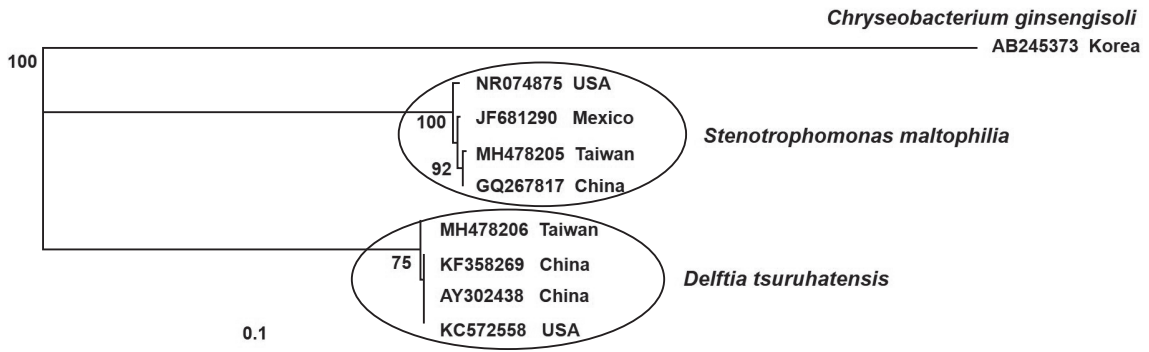 Chryseobacterium ginsengisoli
AB245373 Korea
100
NR074875 USA
100
JF681290 Mexico
Stenotrophomonas maltophilia
MH478205 Taiwan
92
GQ267817 China
MH478206 Taiwan
75
KF358269 China
Delftia tsuruhatensis
AY302438 China
KC572558 USA
0.1